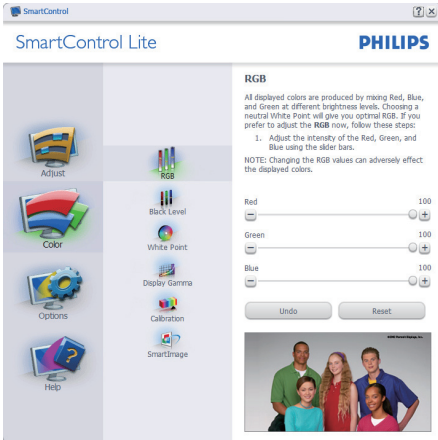 SmartControl
SmartControl Lite
PHILIPS
Adjust
Color
Options
Help
RGB
Black Level
White Point
Display Gamma
Calibration
SmartImage
RGB
All displayed colors are produced by mixing Red, Blue,
and Green at different brightness levels. Choosing a
neutral White Point will give you optimal RGB. If you
prefer to adjust the RGB now, follow these steps:
1. Adjust the intensity of the Red, Green, and
Blue using the slider bars.
NOTE: Changing the RGB values can adversely effect
the displayed colors.
Red 100
Green 100
Blue 100
Undo Reset